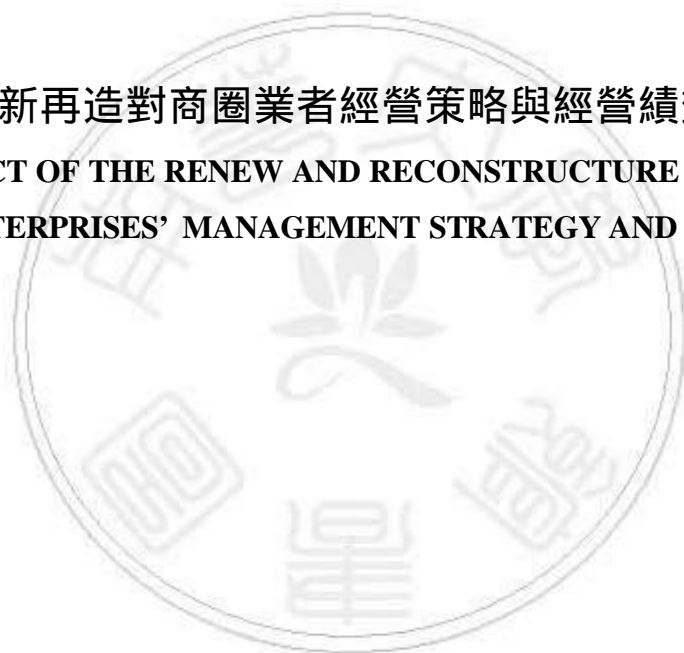 新再造對商圈業者經營策略與經營績
CT OF THE RENEW AND RECONSTRUCTURE
TERPRISES’ MANAGEMENT STRATEGY AND